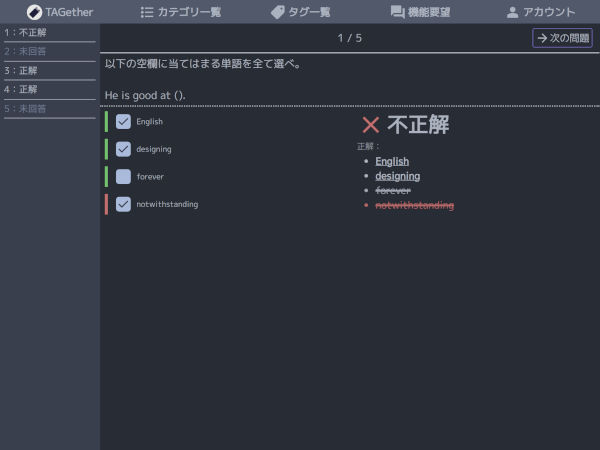 TAGether
カテゴリ一覧
タグ一覧
機能要望
アカウント
1：不正解
2：未回答
3：正解
4：正解
5：未回答
1 / 5
次の問題
以下の空欄に当てはまる単語を全て選べ。
He is good at ().
English
designing
forever
notwithstanding
不正解
正解：
English
designing
forever
notwithstanding